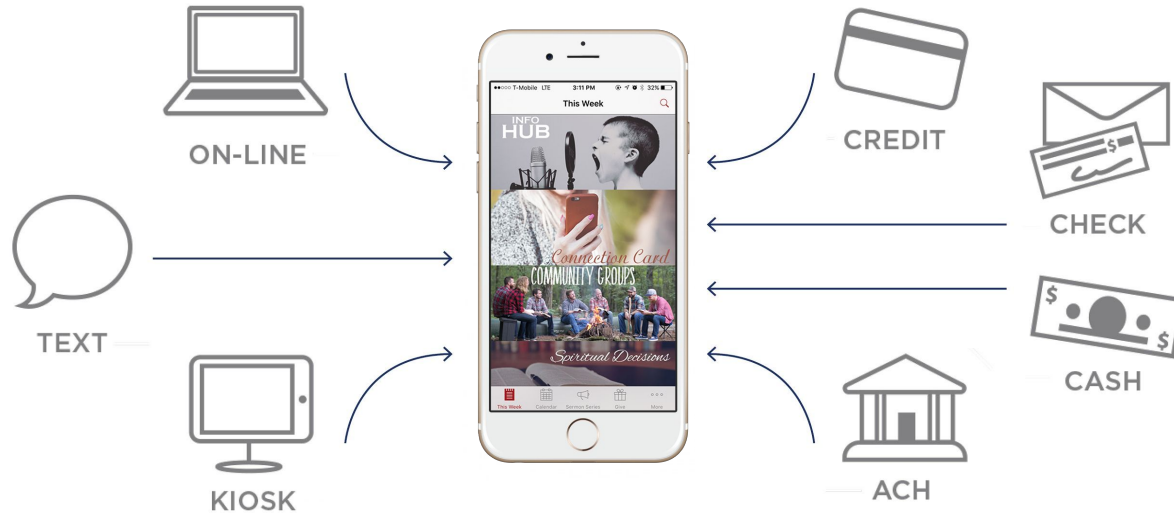 ON-LINE
TEXT
KIOSK
T-Mobile LTE 3:11 PM 32%
This Week
INFO
HUB
Connection Card
COMMUNITY GROUPS
Spiritual Decisions
This Week Calendar Sermon Series Give More
CREDIT
$
CHECK
$ $
CASH
ACH